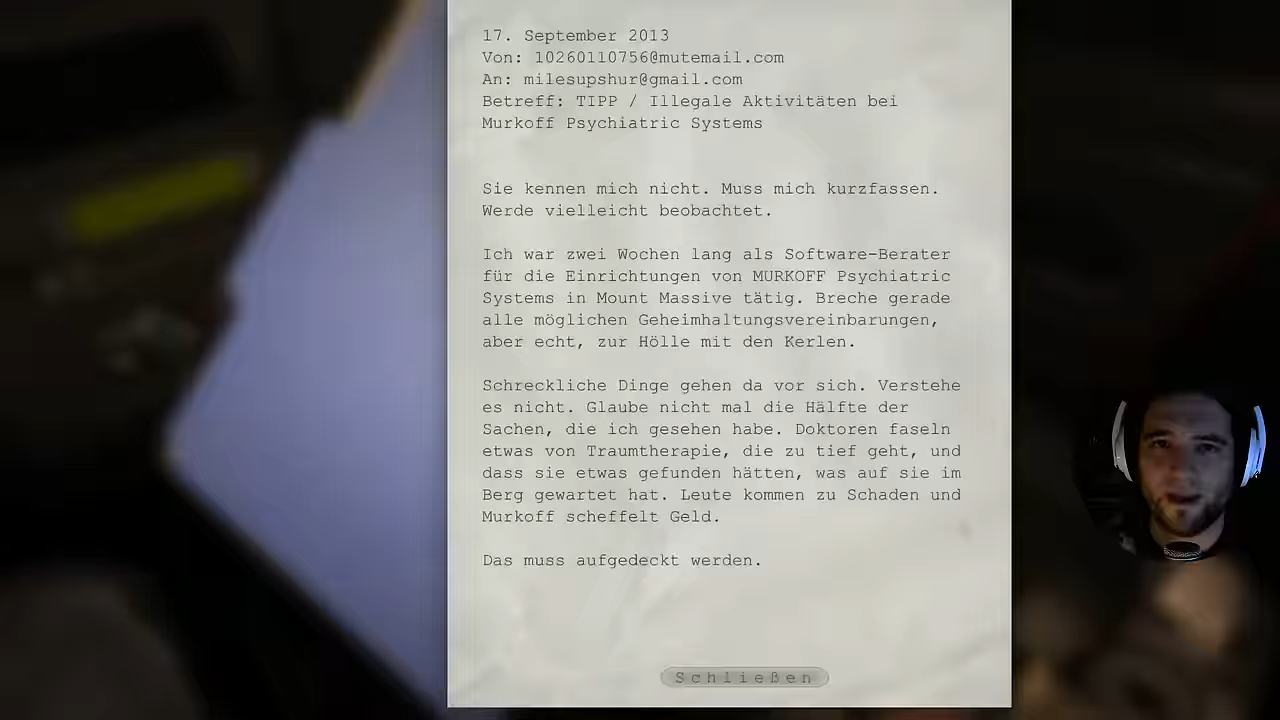 17. September 2013
Von: 10260110756@mutemail.com
An: milesupshur@gmail.com
Betreff: TIPP / Illegale Aktivitäten bei
Murkoff Psychiatric Systems
Sie kennen mich nicht. Muss mich kurzfassen.
Werde vielleicht beobachtet.
Ich war zwei Wochen lang als Software-Berater
für die Einrichtungen von MURKOFF Psychiatric
Systems in Mount Massive tätig. Breche gerade
alle möglichen Geheimhaltungsvereinbarungen,
aber echt, zur Hölle mit den Kerlen.
Schreckliche Dinge gehen da vor sich. Verstehe
es nicht. Glaube nicht mal die Hälfte der
Sachen, die ich gesehen habe. Doktoren faseln
etwas von Traumtherapie, die zu tief geht, und
dass sie etwas gefunden hätten, was auf sie im
Berg gewartet hat. Leute kommen zu Schaden und
Murkoff scheffelt Geld.
Das muss aufgedeckt werden.
Schließen